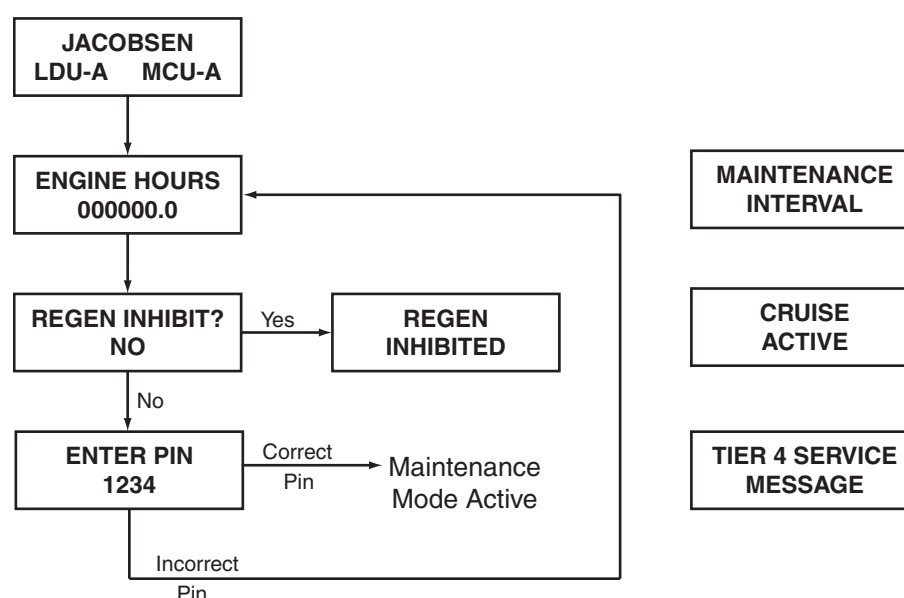 JACOBSEN
LDU-A MCU-A
ENGINE HOURS
000000.0
MAINTENANCE
INTERVAL
REGEN INHIBIT?
NO
Yes
REGEN
INHIBITED
CRUISE
ACTIVE
No
ENTER PIN
1234
Correct
Pin
Maintenance
Mode Active
TIER 4 SERVICE
MESSAGE
Incorrect
Pin